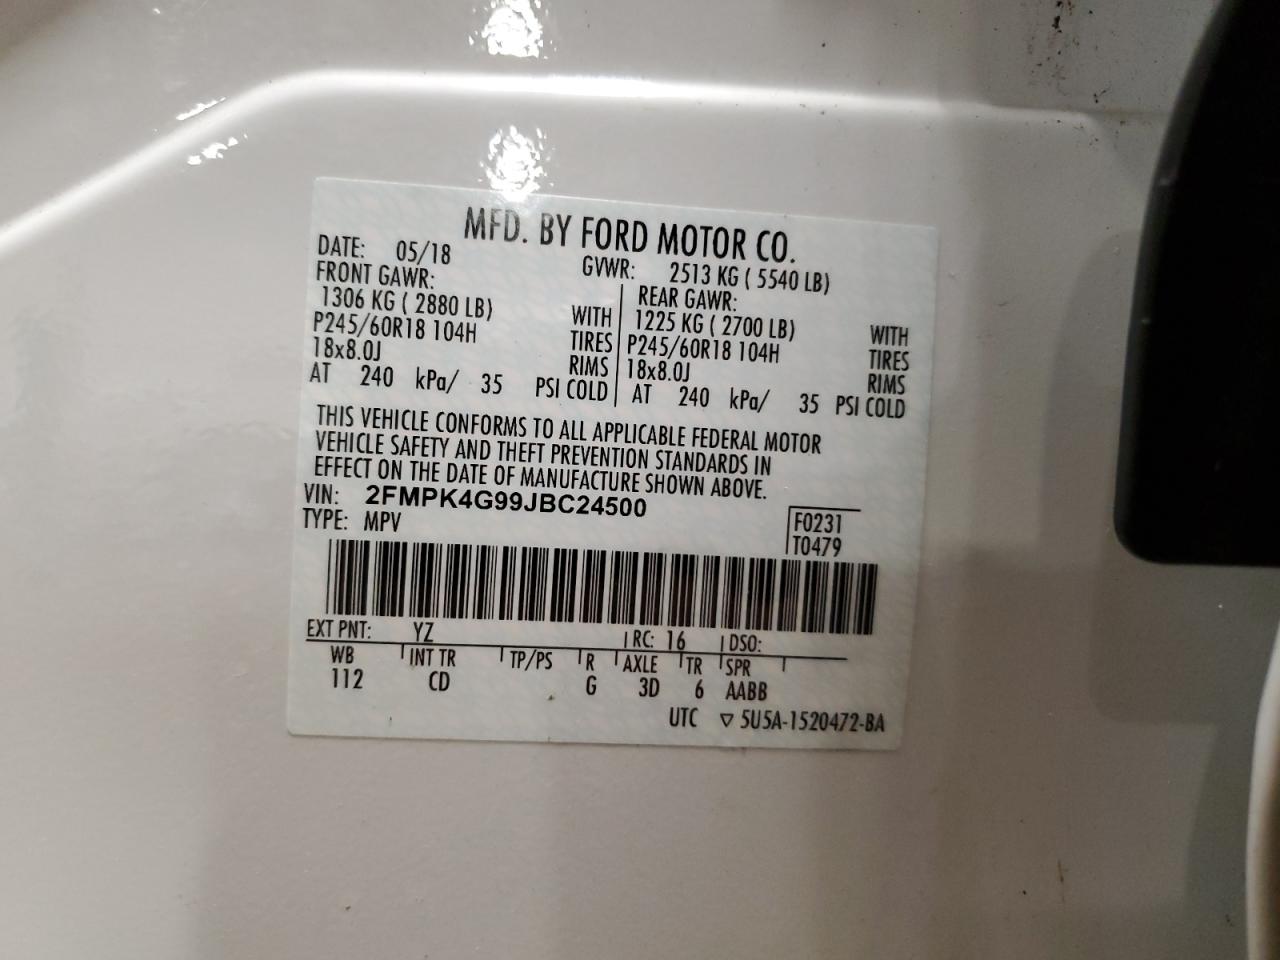 MFD. BY FORD MOTOR CO.
DATE: 05/18 GVWR: 2513 KG ( 5540 LB)
FRONT GAWR: REAR GAWR:
1306 KG ( 2880 LB) WITH 1225 KG ( 2700 LB) WITH
P245/60R18 104H TIRES P245/60R18 104H TIRES
18x8.0J RIMS 18x8.0J RIMS
AT 240 kPa/ 35 PSI COLD AT 240 kPa/ 35 PSI COLD
THIS VEHICLE CONFORMS TO ALL APPLICABLE FEDERAL MOTOR
VEHICLE SAFETY AND THEFT PREVENTION STANDARDS IN
EFFECT ON THE DATE OF MANUFACTURE SHOWN ABOVE.
VIN: 2FMPK4G99JBC24500
TYPE: MPV
F0231
T0479
EXT PNT: YZ RC: 16 DSO:
WB INT TR TP/PS R AXLE TR SPR
112 CD G 3D 6 AABB
UTC ▽ 5U5A-1520472-BA